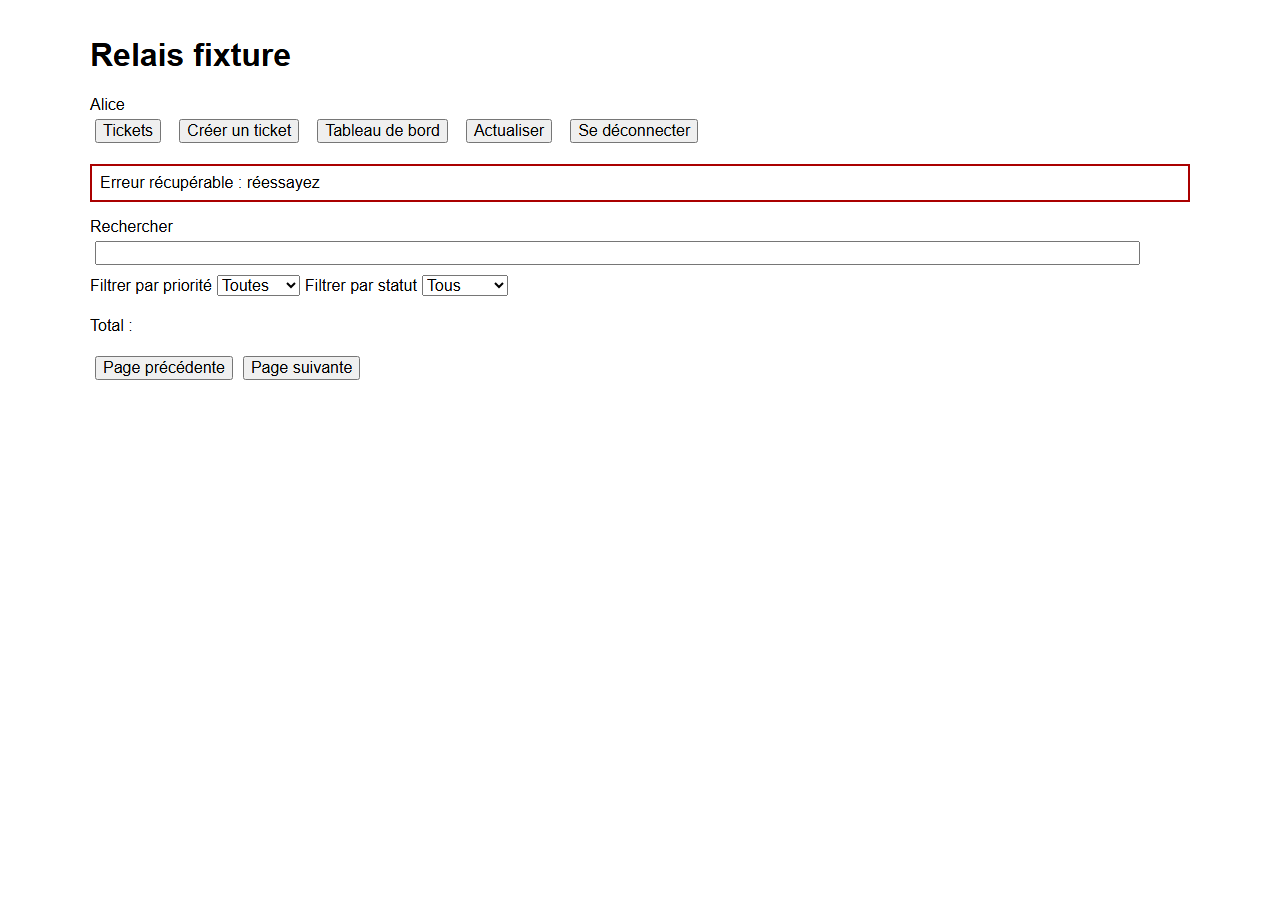 Relais fixture
Alice
Tickets Créer un ticket Tableau de bord Actualiser Se déconnecter
Erreur récupérable : réessayez
Rechercher
Filtrer par priorité Toutes Filtrer par statut Tous
Total :
Page précédente Page suivante